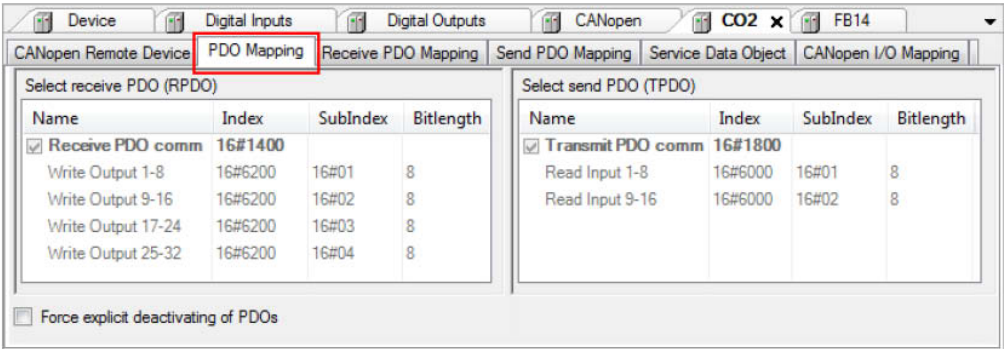 Device Digital Inputs Digital Outputs CANopen CO2 x FB14
CANopen Remote Device PDO Mapping Receive PDO Mapping Send PDO Mapping Service Data Object CANopen I/O Mapping
Select receive PDO (RPDO) Select send PDO (TPDO)
Name Index SubIndex Bitlength Name Index SubIndex Bitlength
Receive PDO comm 16#1400 Transmit PDO comm 16#1800
Write Output 1-8 16#6200 16#01 8 Read Input 1-8 16#6000 16#01 8
Write Output 9-16 16#6200 16#02 8 Read Input 9-16 16#6000 16#02 8
Write Output 17-24 16#6200 16#03 8
Write Output 25-32 16#6200 16#04 8
Force explicit deactivating of PDOs